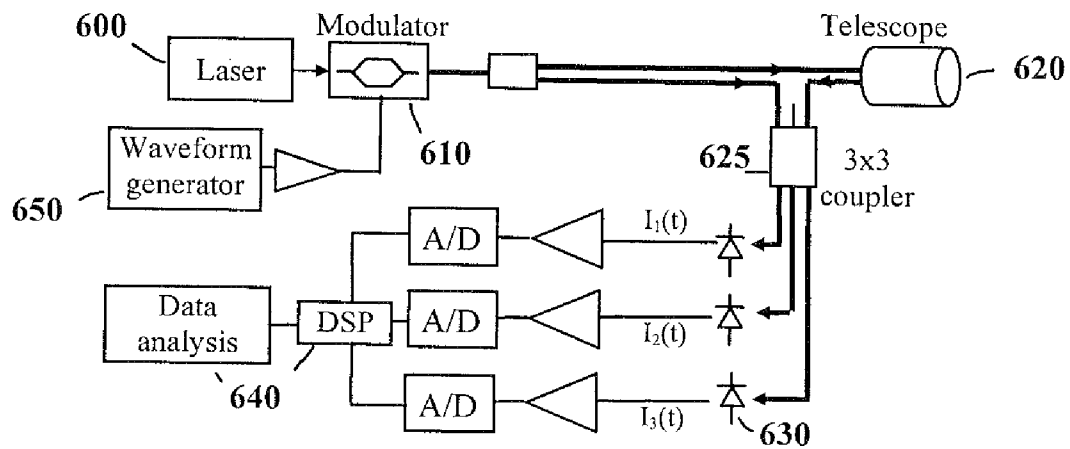 600
Laser
Modulator
610
Telescope
620
Waveform
generator
650
625
3x3
coupler
A/D
I₁(t)
Data
analysis
DSP
A/D
I₂(t)
640
A/D
I₃(t)
630